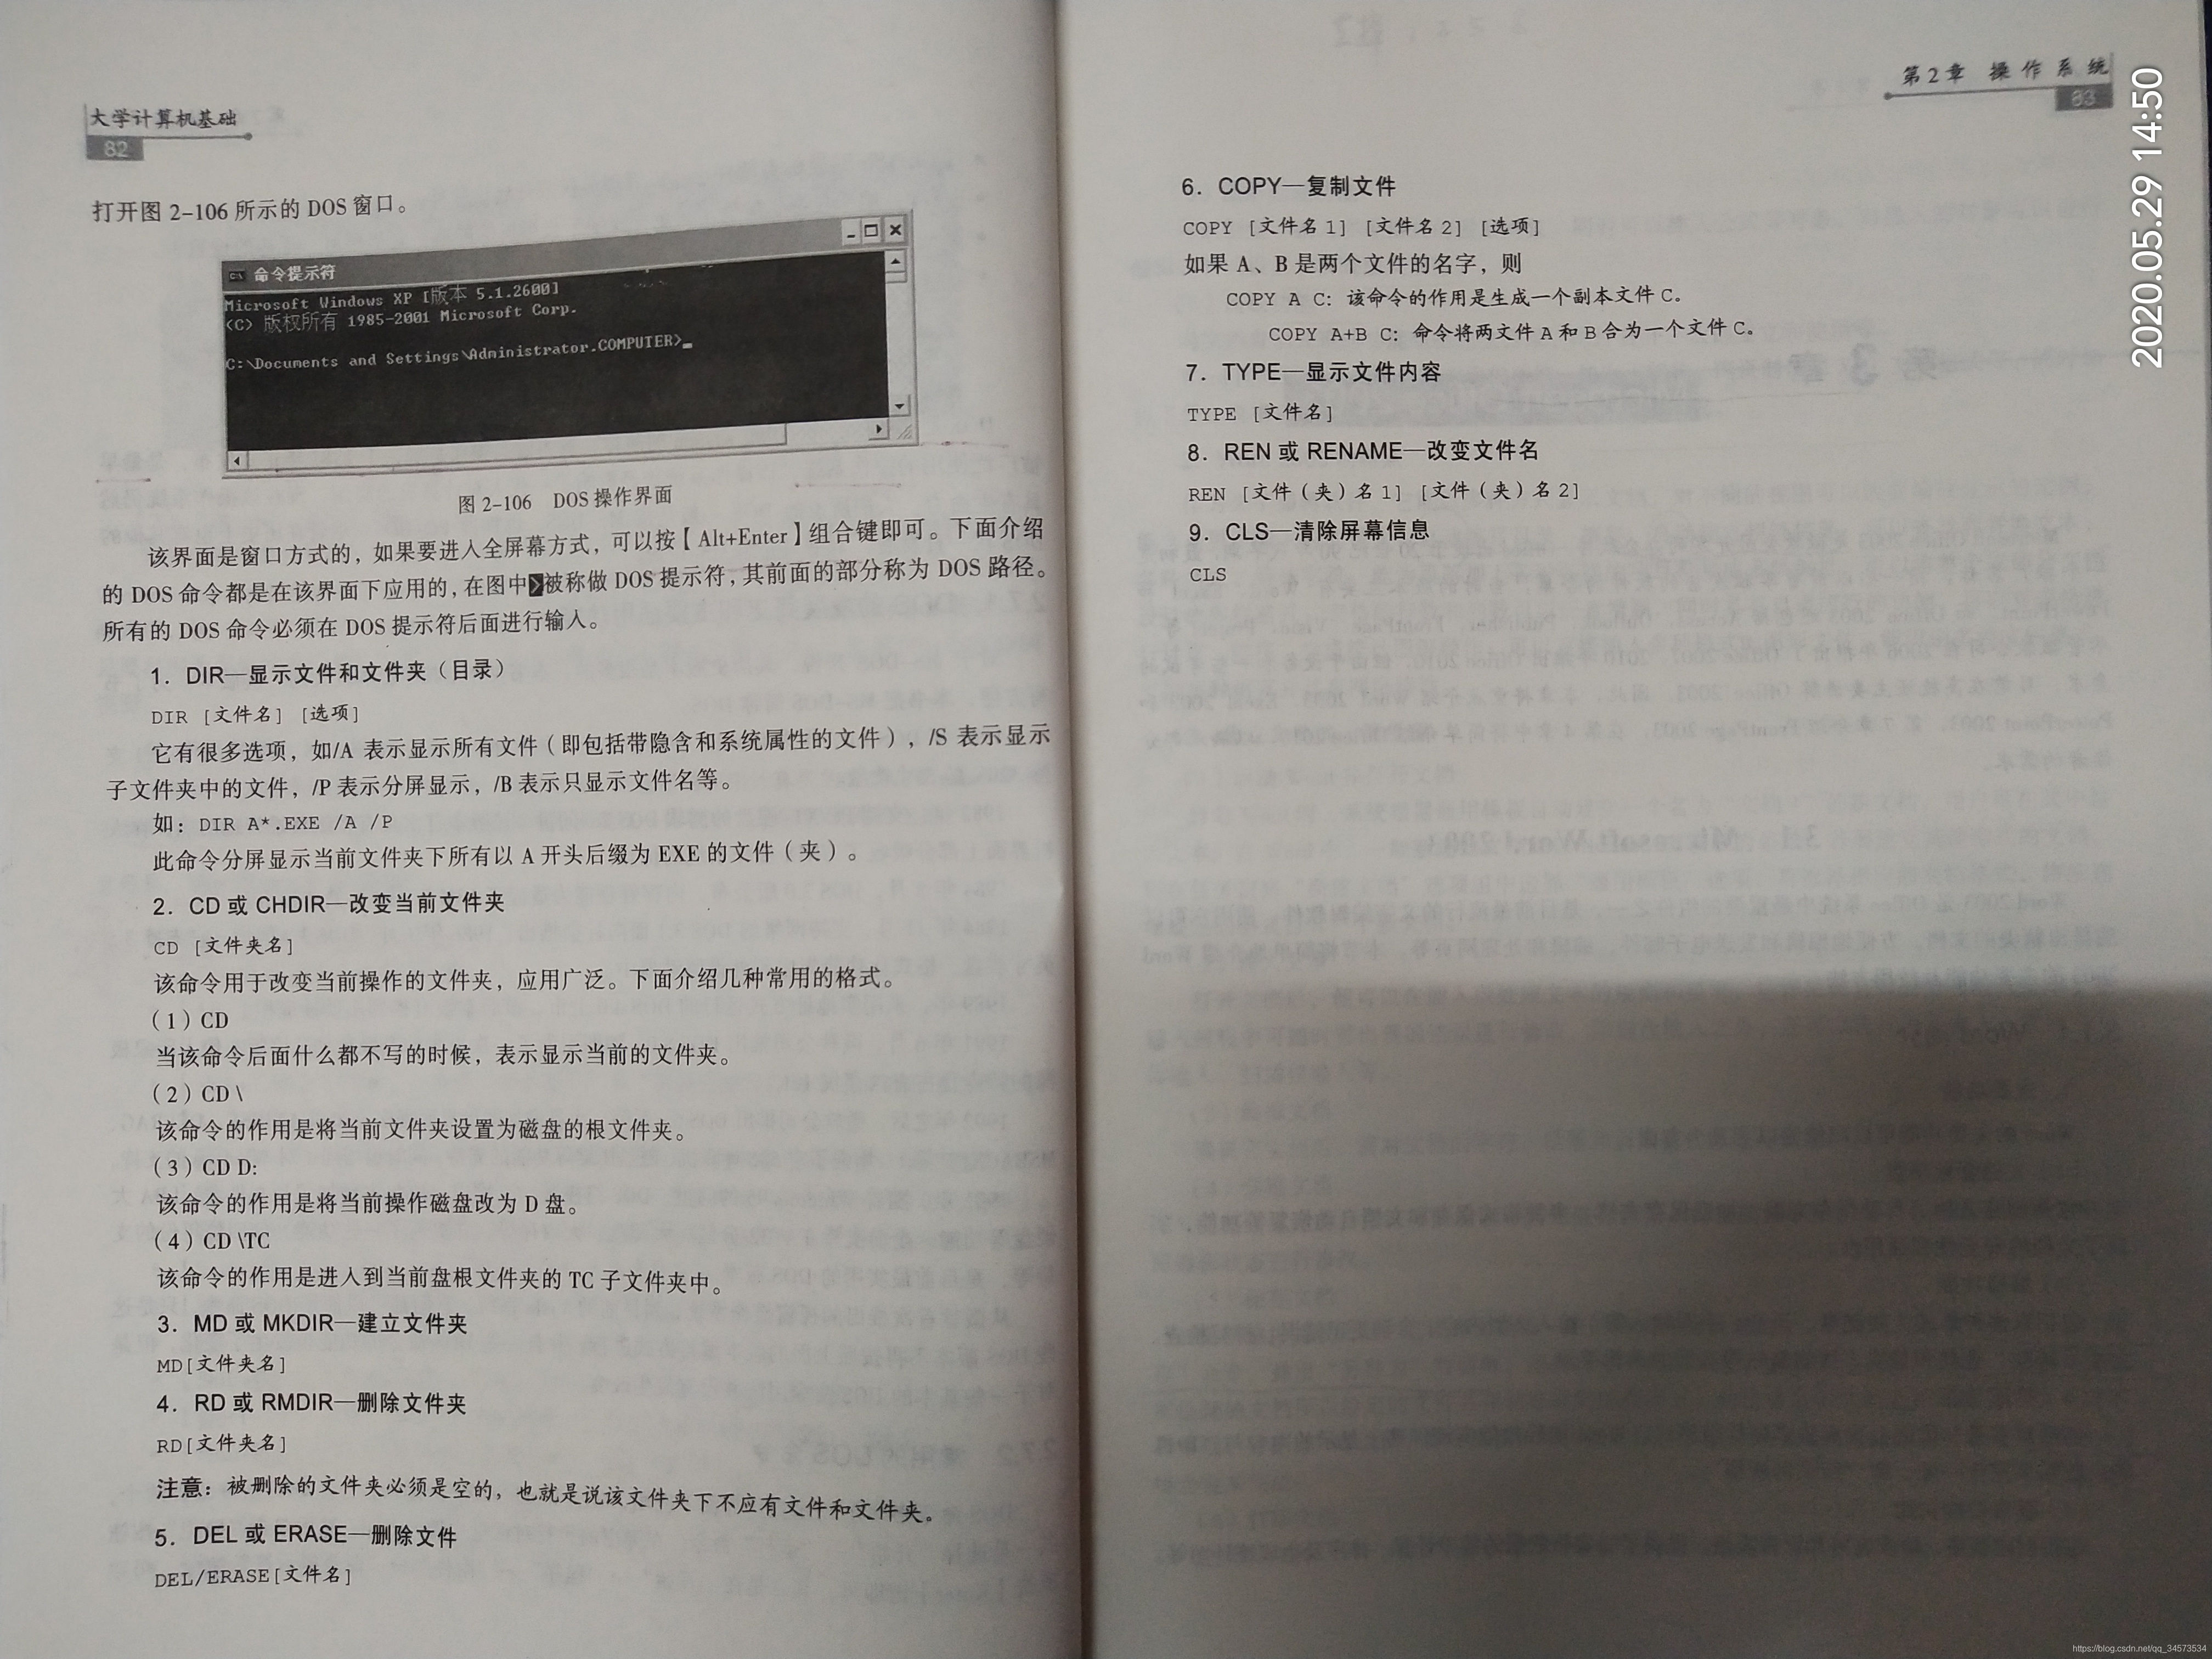 大学计算机基础
82
打开图 2-106 所示的 DOS 窗口。
命令提示符
Microsoft Windows XP [版本 5.1.2600]
(C) 版权所有 1985-2001 Microsoft Corp.
C:\Documents and Settings\Administrator.COMPUTER>_
图 2-106 DOS 操作界面
该界面是窗口方式的，如果要进入全屏幕方式，可以按【Alt+Enter】组合键即可。下面介绍
的 DOS 命令都是在该界面下应用的，在图中>被称做 DOS 提示符，其前面的部分称为 DOS 路径。
所有的 DOS 命令必须在 DOS 提示符后面进行输入。
1. DIR—显示文件和文件夹（目录）
DIR [文件名] [选项]
它有很多选项，如/A 表示显示所有文件（即包括带隐含和系统属性的文件），/S 表示显示
子文件夹中的文件，/P 表示分屏显示，/B 表示只显示文件名等。
如：DIR A*.EXE /A /P
此命令分屏显示当前文件夹下所有以 A 开头后缀为 EXE 的文件（夹）。
2. CD 或 CHDIR—改变当前文件夹
CD [文件夹名]
该命令用于改变当前操作的文件夹，应用广泛。下面介绍几种常用的格式。
（1）CD
当该命令后面什么都不写的时候，表示显示当前的文件夹。
（2）CD \
该命令的作用是将当前文件夹设置为磁盘的根文件夹。
（3）CD D:
该命令的作用是将当前操作磁盘改为 D 盘。
（4）CD \TC
该命令的作用是进入到当前盘根文件夹的 TC 子文件夹中。
3. MD 或 MKDIR—建立文件夹
MD[文件夹名]
4. RD 或 RMDIR—删除文件夹
RD[文件夹名]
注意：被删除的文件夹必须是空的，也就是说该文件夹下不应有文件和文件夹。
5. DEL 或 ERASE—删除文件
DEL/ERASE[文件名]
第2章 操作系统
83
6. COPY—复制文件
COPY [文件名1] [文件名2] [选项]
如果 A、B 是两个文件的名字，则
COPY A C：该命令的作用是生成一个副本文件 C。
COPY A+B C：命令将两文件 A 和 B 合为一个文件 C。
7. TYPE—显示文件内容
TYPE [文件名]
8. REN 或 RENAME—改变文件名
REN [文件（夹）名1] [文件（夹）名2]
9. CLS—清除屏幕信息
CLS
2020.05.29 14:50
https://blog.csdn.net/qq_34573534